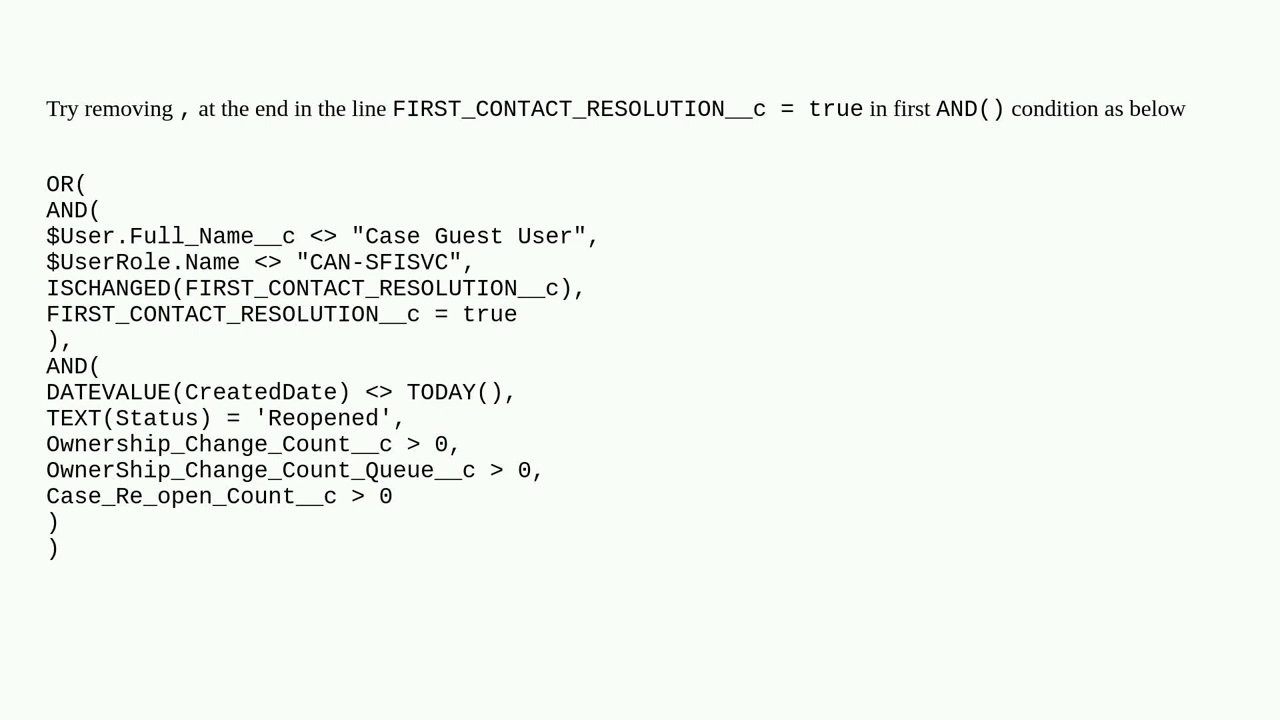 Try removing , at the end in the line FIRST_CONTACT_RESOLUTION__c = true in first AND() condition as below
OR(
AND(
$User.Full_Name__c <> "Case Guest User",
$UserRole.Name <> "CAN-SFISVC",
ISCHANGED(FIRST_CONTACT_RESOLUTION__c),
FIRST_CONTACT_RESOLUTION__c = true
),
AND(
DATEVALUE(CreatedDate) <> TODAY(),
TEXT(Status) = 'Reopened',
Ownership_Change_Count__c > 0,
OwnerShip_Change_Count_Queue__c > 0,
Case_Re_open_Count__c > 0
)
)